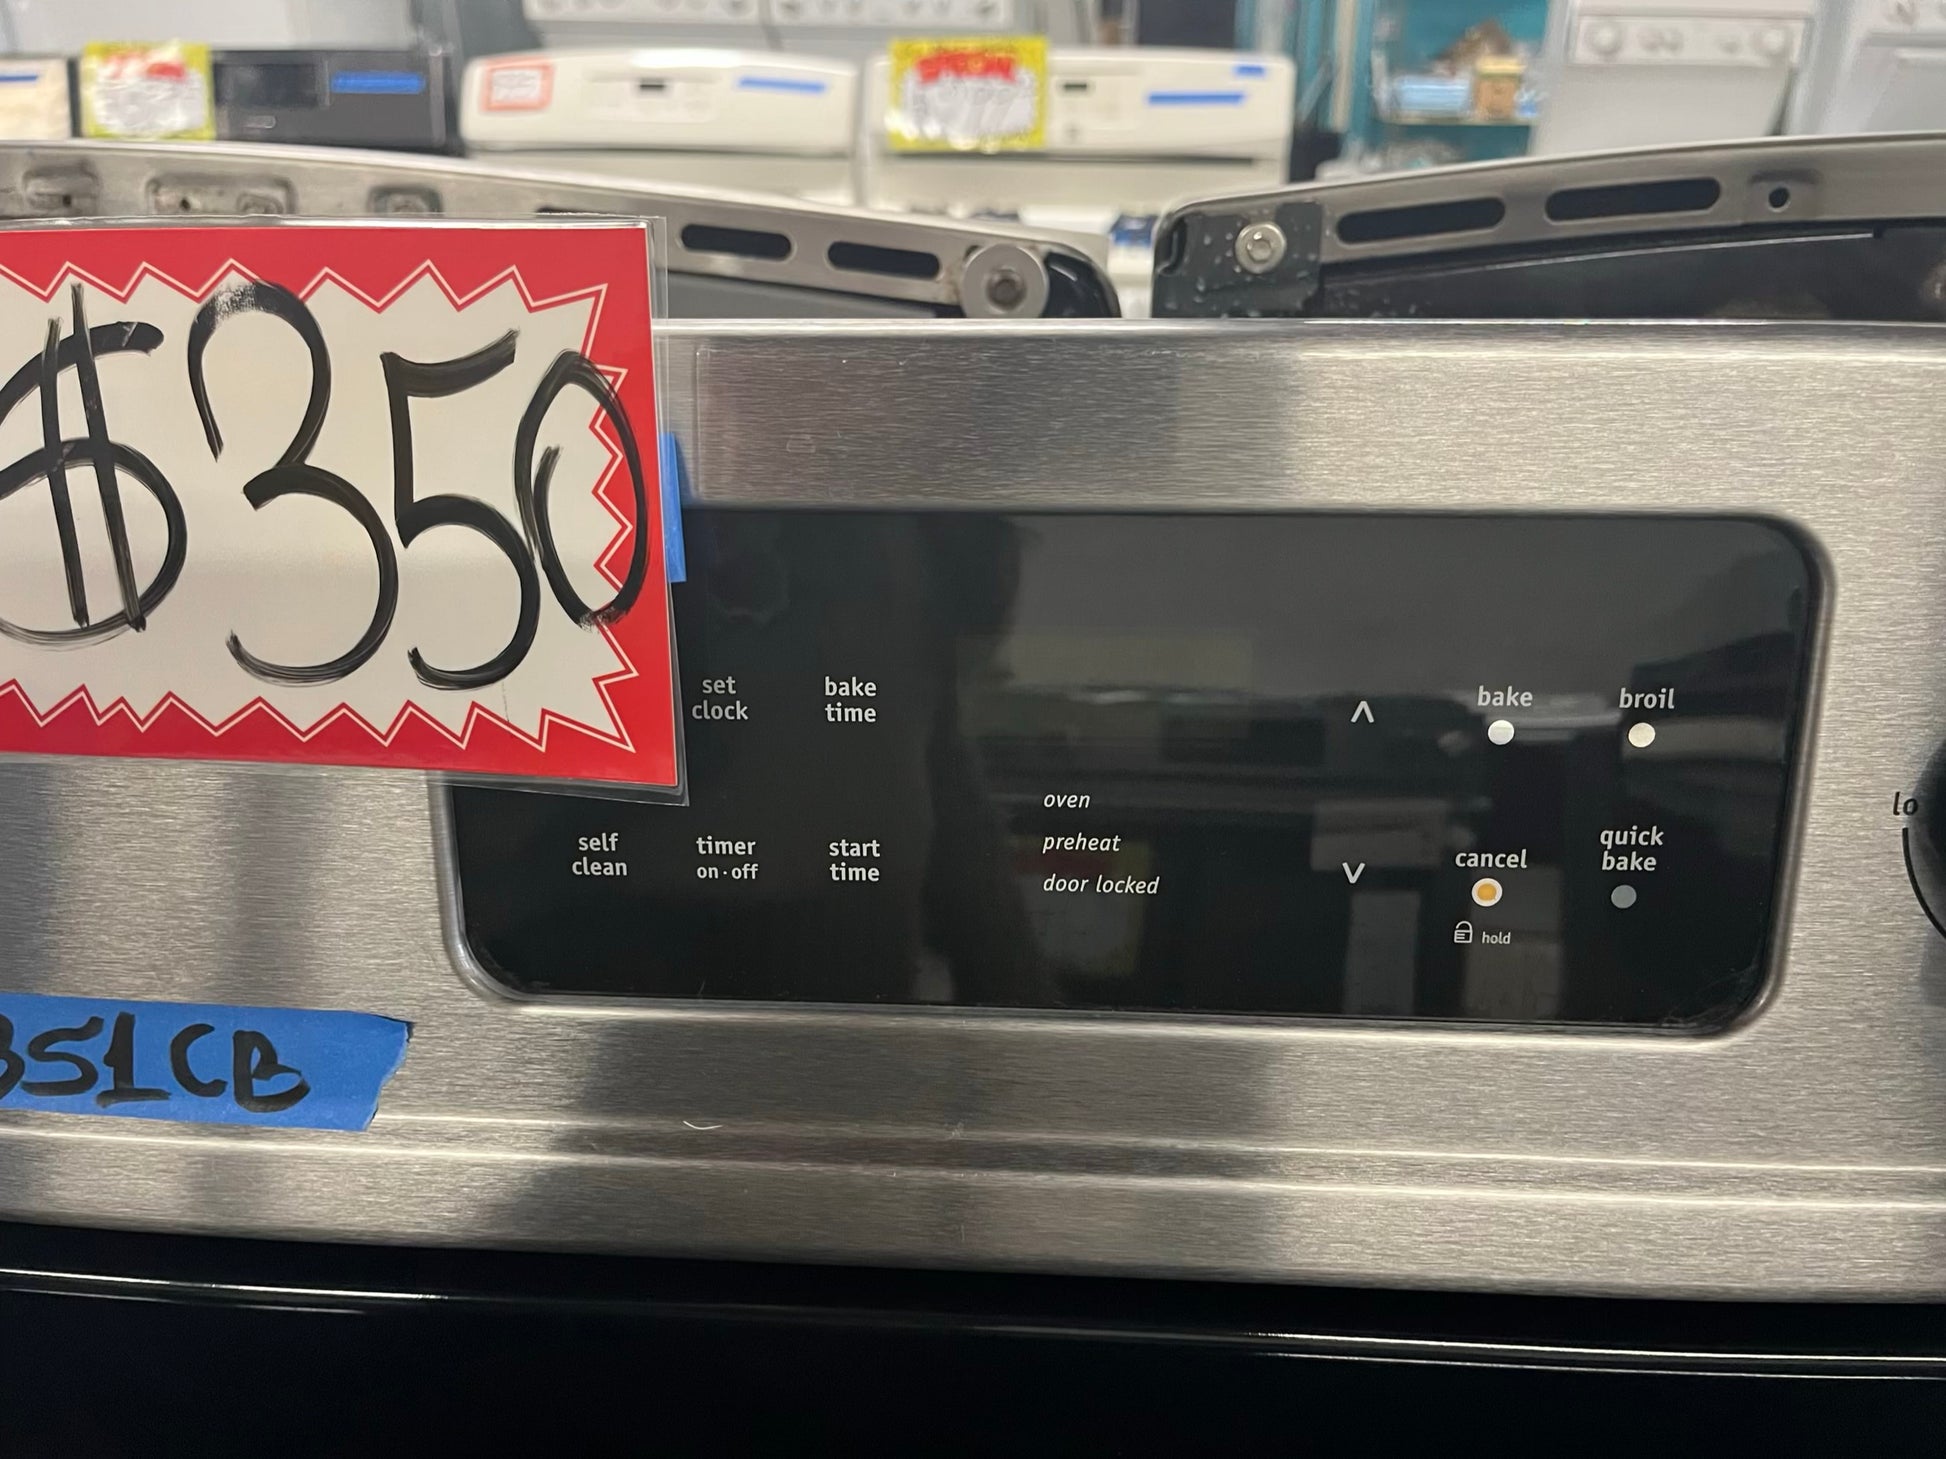 $350
set
clock
bake
time
bake
broil
self
clean
timer
on·off
start
time
oven
preheat
door locked
cancel
hold
quick
bake
lo
351CB